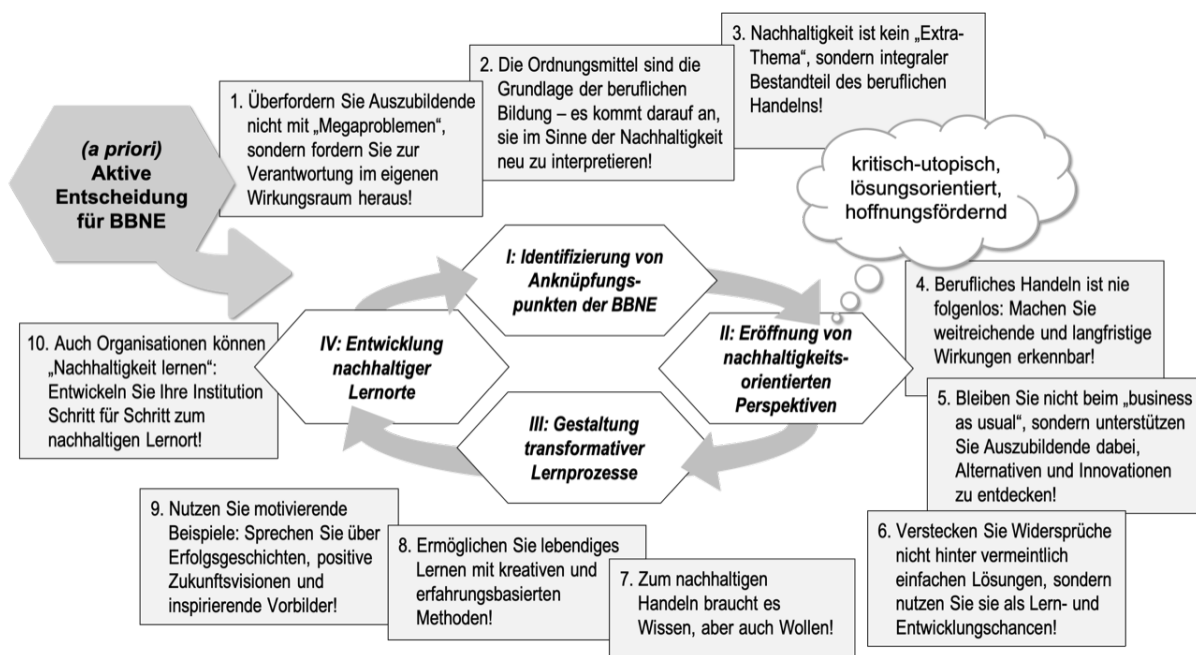 (a priori)
Aktive
Entscheidung
für BBNE
1. Überfordern Sie Auszubildende
nicht mit „Megaproblemen“,
sondern fordern Sie zur
Verantwortung im eigenen
Wirkungsraum heraus!
2. Die Ordnungsmittel sind die
Grundlage der beruflichen
Bildung – es kommt darauf an,
sie im Sinne der Nachhaltigkeit
neu zu interpretieren!
3. Nachhaltigkeit ist kein „Extra-
Thema“, sondern integraler
Bestandteil des beruflichen
Handelns!
kritisch-utopisch,
lösungsorientiert,
hoffnungsfördernd
I: Identifizierung von
Anknüpfungs-
punkten der BBNE
II: Eröffnung von
nachhaltigkeits-
orientierten
Perspektiven
III: Gestaltung
transformativer
Lernprozesse
IV: Entwicklung
nachhaltiger
Lernorte
4. Berufliches Handeln ist nie
folgenlos: Machen Sie
weitreichende und langfristige
Wirkungen erkennbar!
5. Bleiben Sie nicht beim „business
as usual“, sondern unterstützen
Sie Auszubildende dabei,
Alternativen und Innovationen
zu entdecken!
6. Verstecken Sie Widersprüche
nicht hinter vermeintlich
einfachen Lösungen, sondern
nutzen Sie sie als Lern- und
Entwicklungschancen!
7. Zum nachhaltigen
Handeln braucht es
Wissen, aber auch Wollen!
8. Ermöglichen Sie lebendiges
Lernen mit kreativen und
erfahrungsbasierten
Methoden!
9. Nutzen Sie motivierende
Beispiele: Sprechen Sie über
Erfolgsgeschichten, positive
Zukunftsvisionen und
inspirierende Vorbilder!
10. Auch Organisationen können
„Nachhaltigkeit lernen“:
Entwickeln Sie Ihre Institution
Schritt für Schritt zum
nachhaltigen Lernort!